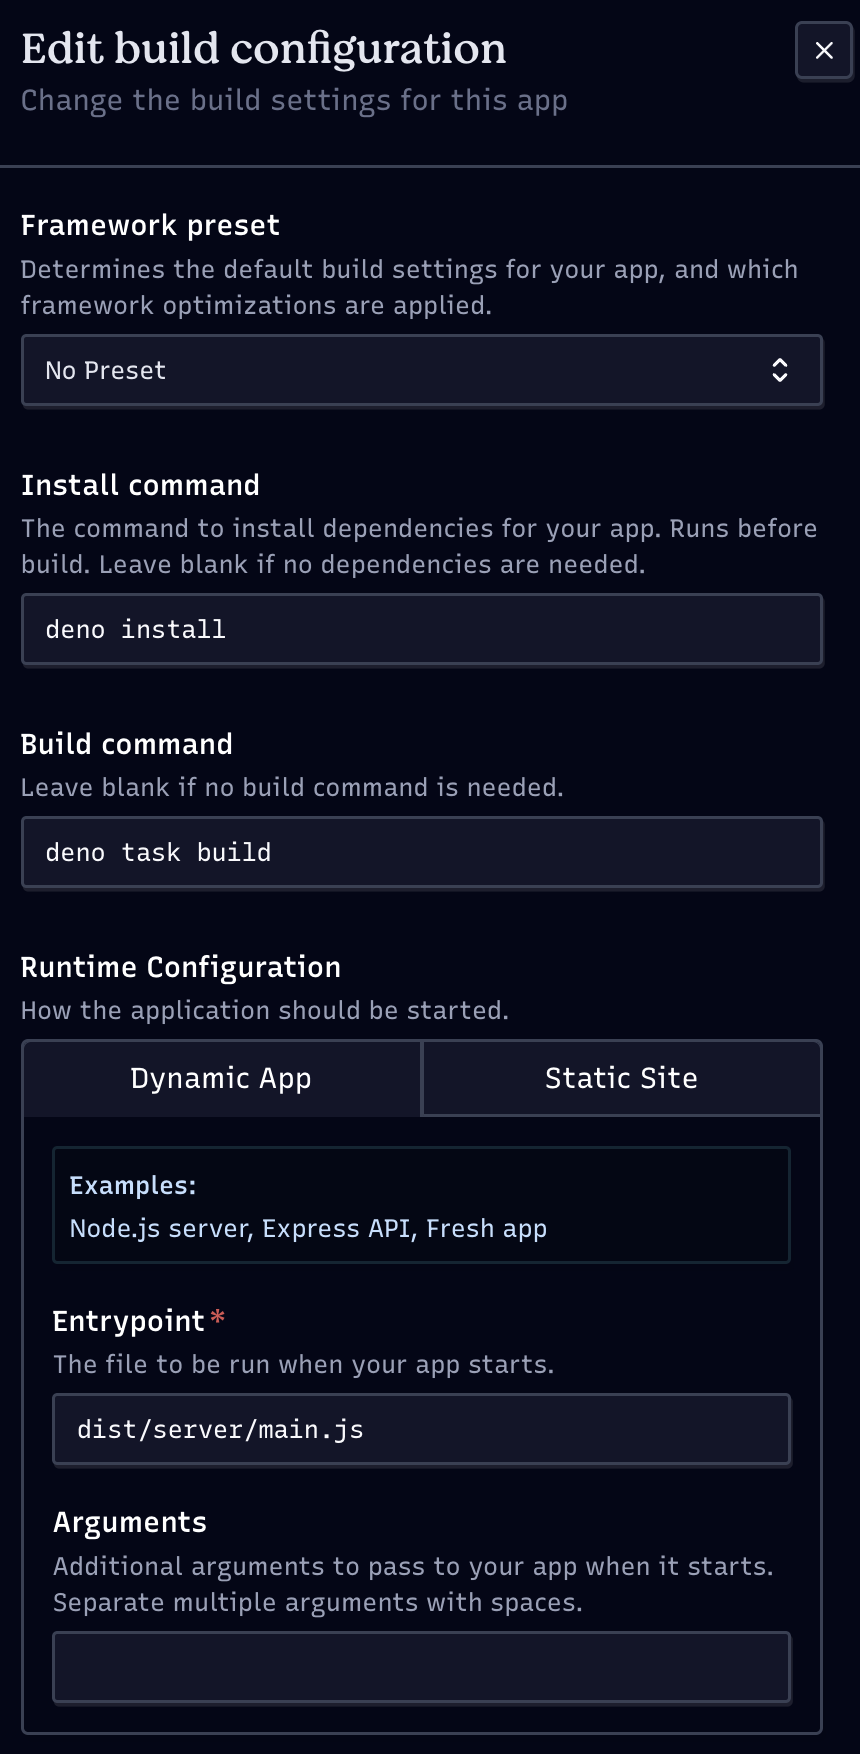 Edit build configuration
Change the build settings for this app
Framework preset
Determines the default build settings for your app, and which
framework optimizations are applied.
No Preset
Install command
The command to install dependencies for your app. Runs before
build. Leave blank if no dependencies are needed.
deno install
Build command
Leave blank if no build command is needed.
deno task build
Runtime Configuration
How the application should be started.
Dynamic App
Static Site
Examples:
Node.js server, Express API, Fresh app
Entrypoint*
The file to be run when your app starts.
dist/server/main.js
Arguments
Additional arguments to pass to your app when it starts.
Separate multiple arguments with spaces.